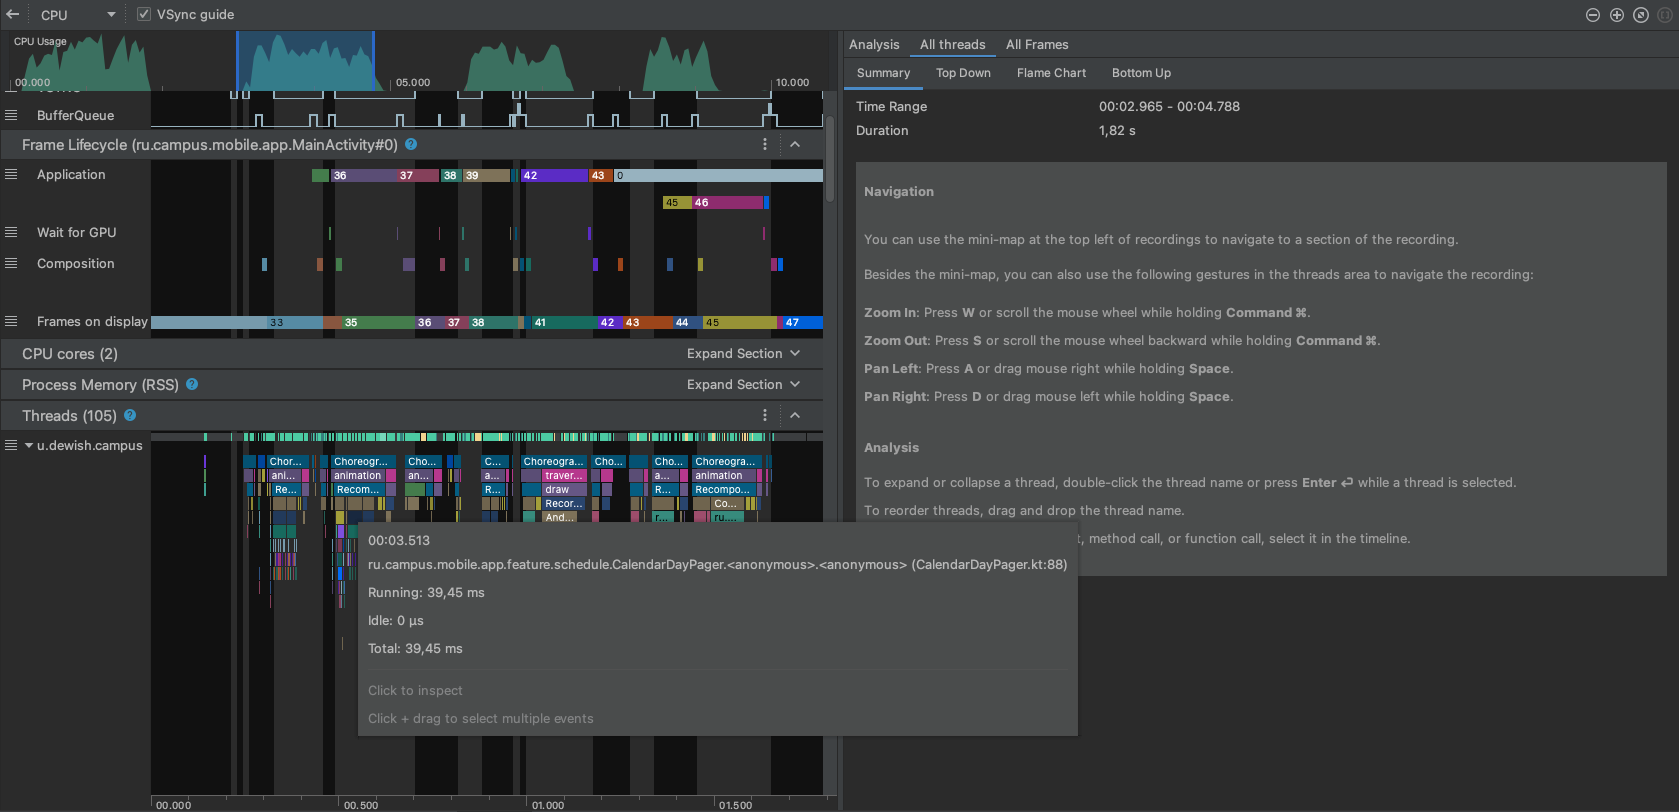 CPU
VSync guide
CPU Usage
00.000
05.000
10.000
BufferQueue
Frame Lifecycle (ru.campus.mobile.app.MainActivity#0)
Application
36 37 38 39 42 43 0
45 46
Wait for GPU
Composition
Frames on display
33 35 36 37 38 41 42 43 44 45 47
CPU cores (2)
Expand Section
Process Memory (RSS)
Expand Section
Threads (105)
u.dewish.campus
Chor... Choreogr... Cho... C... Choreogra... Cho... Cho... Choreogra...
ani... animation an... a... traver... a... animation
Re... Recom... R... draw R... Recompo...
Recor... Co...
And... r... ru....
00:03.513
ru.campus.mobile.app.feature.schedule.CalendarDayPager.<anonymous>.<anonymous> (CalendarDayPager.kt:88)
Running: 39,45 ms
Idle: 0 μs
Total: 39,45 ms
Click to inspect
Click + drag to select multiple events
00.000
00.500
01.000
01.500
Analysis All threads All Frames
Summary Top Down Flame Chart Bottom Up
Time Range 00:02.965 - 00:04.788
Duration 1,82 s
Navigation
You can use the mini-map at the top left of recordings to navigate to a section of the recording.
Besides the mini-map, you can also use the following gestures in the threads area to navigate the recording:
Zoom In: Press W or scroll the mouse wheel while holding Command ⌘.
Zoom Out: Press S or scroll the mouse wheel backward while holding Command ⌘.
Pan Left: Press A or drag mouse right while holding Space.
Pan Right: Press D or drag mouse left while holding Space.
Analysis
To expand or collapse a thread, double-click the thread name or press Enter ⏎ while a thread is selected.
To reorder threads, drag and drop the thread name.
, method call, or function call, select it in the timeline.